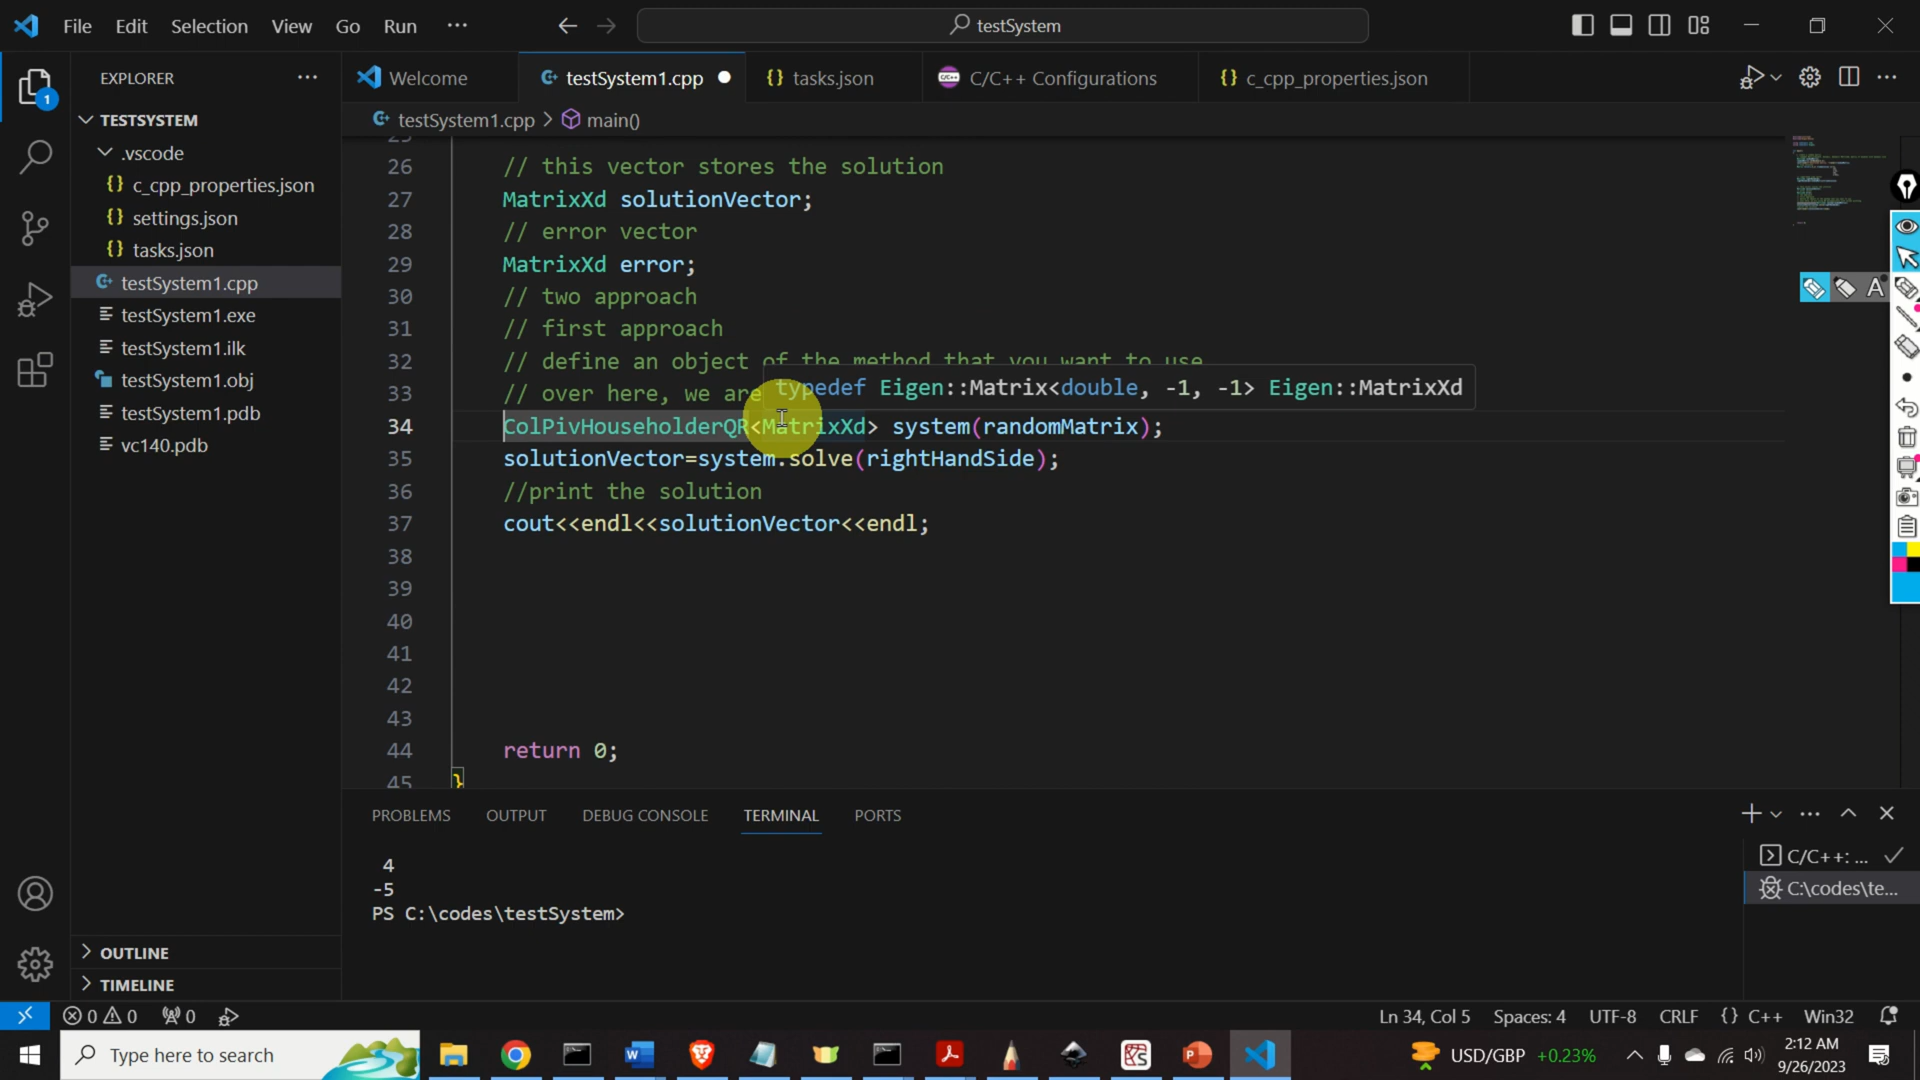 File Edit Selection View Go Run ··· testSystem
EXPLORER ···
Welcome testSystem1.cpp tasks.json C/C++ Configurations c_cpp_properties.json
TESTSYSTEM
.vscode
c_cpp_properties.json
settings.json
tasks.json
testSystem1.cpp
testSystem1.exe
testSystem1.ilk
testSystem1.obj
testSystem1.pdb
vc140.pdb
OUTLINE
TIMELINE
testSystem1.cpp > main()
26 // this vector stores the solution
27 MatrixXd solutionVector;
28 // error vector
29 MatrixXd error;
30 // two approach
31 // first approach
32 // define an object of the method that you want to use
33 // over here, we are
typedef Eigen::Matrix<double, -1, -1> Eigen::MatrixXd
34 ColPivHouseholderQR<MatrixXd> system(randomMatrix);
35 solutionVector=system.solve(rightHandSide);
36 //print the solution
37 cout<<endl<<solutionVector<<endl;
38
39
40
41
42
43
44 return 0;
45 }
PROBLEMS OUTPUT DEBUG CONSOLE TERMINAL PORTS
4
-5
PS C:\codes\testSystem>
C/C++: ...
C:\codes\te...
0 0 0 Ln 34, Col 5 Spaces: 4 UTF-8 CRLF {} C++ Win32
Type here to search USD/GBP +0.23% 2:12 AM
9/26/2023